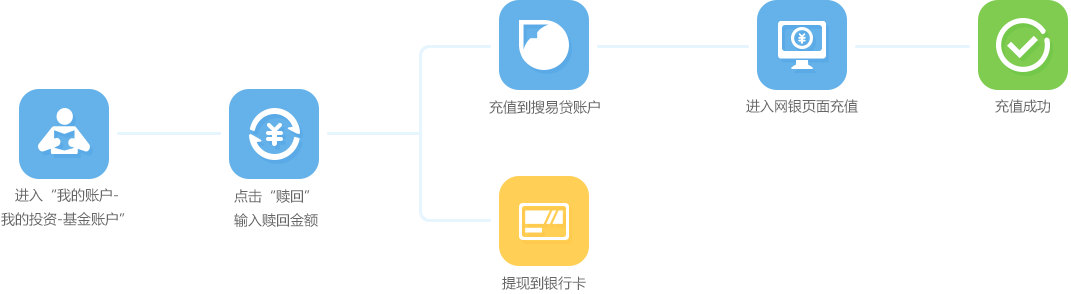 进入“我的账户-
我的投资-基金账户”
点击“赎回”
输入赎回金额
充值到搜易贷账户
进入网银页面充值
充值成功
提现到银行卡